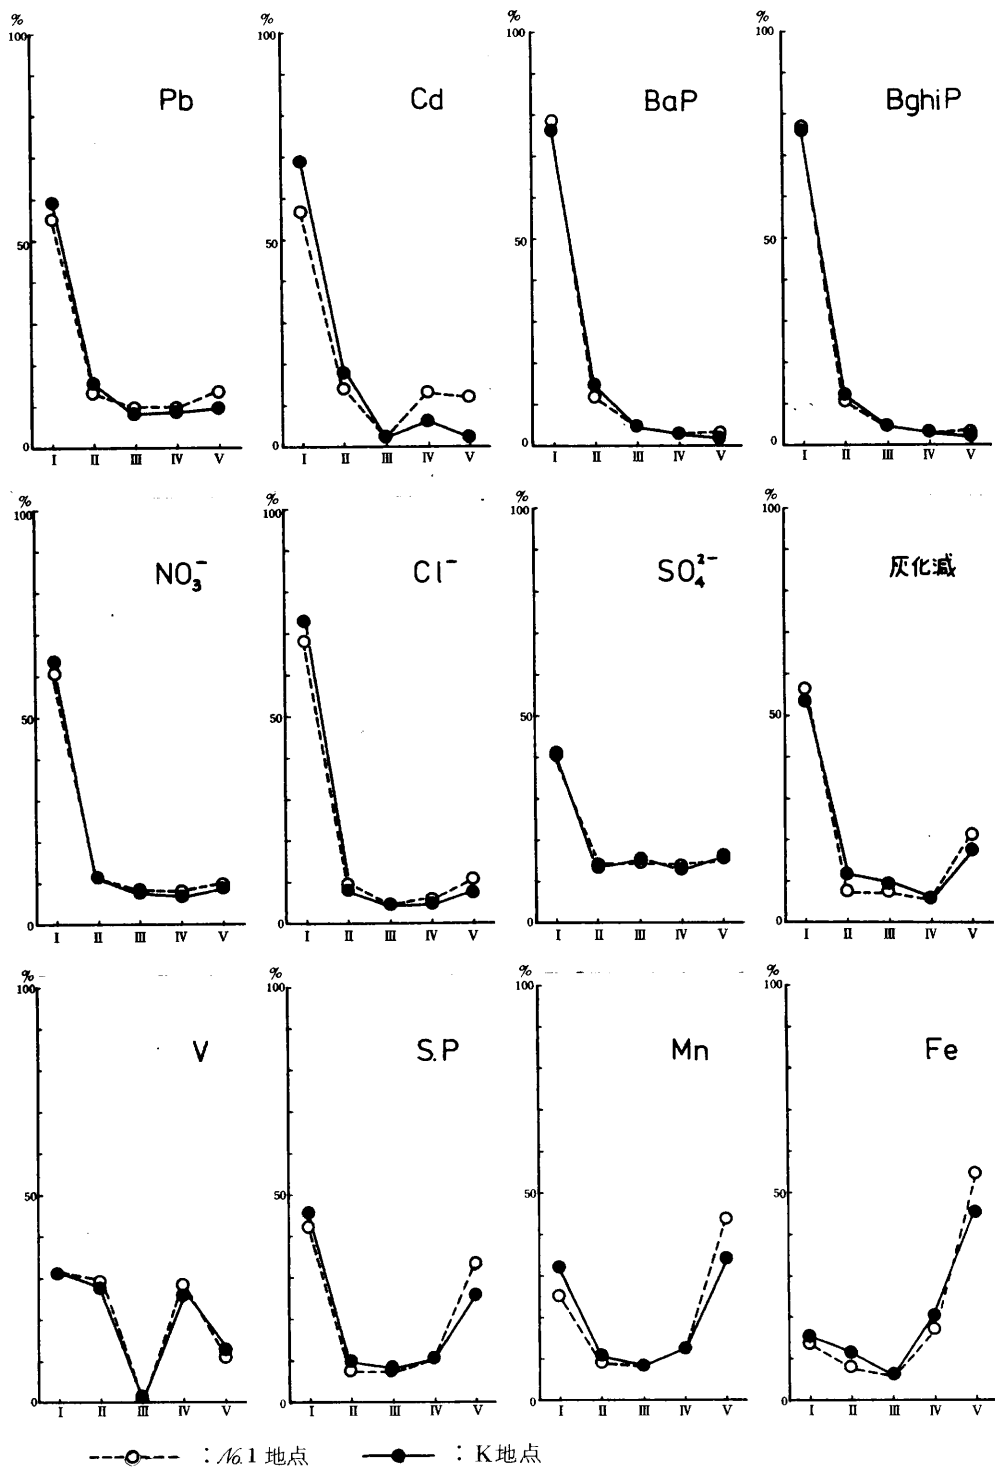 %
100
50
0
Pb
I II III IV V
%
100
50
0
Cd
I II III IV V
%
100
50
0
BaP
I II III IV V
%
100
50
0
BghiP
I II III IV V
%
100
50
0
NO₃⁻
I II III IV V
%
100
50
0
Cl⁻
I II III IV V
%
100
50
0
SO₄²⁻
I II III IV V
%
100
50
0
灰化減
I II III IV V
%
100
50
0
V
I II III IV V
%
100
50
0
S.P
I II III IV V
%
100
50
0
Mn
I II III IV V
%
100
50
0
Fe
I II III IV V
：No.1 地点 ：K地点